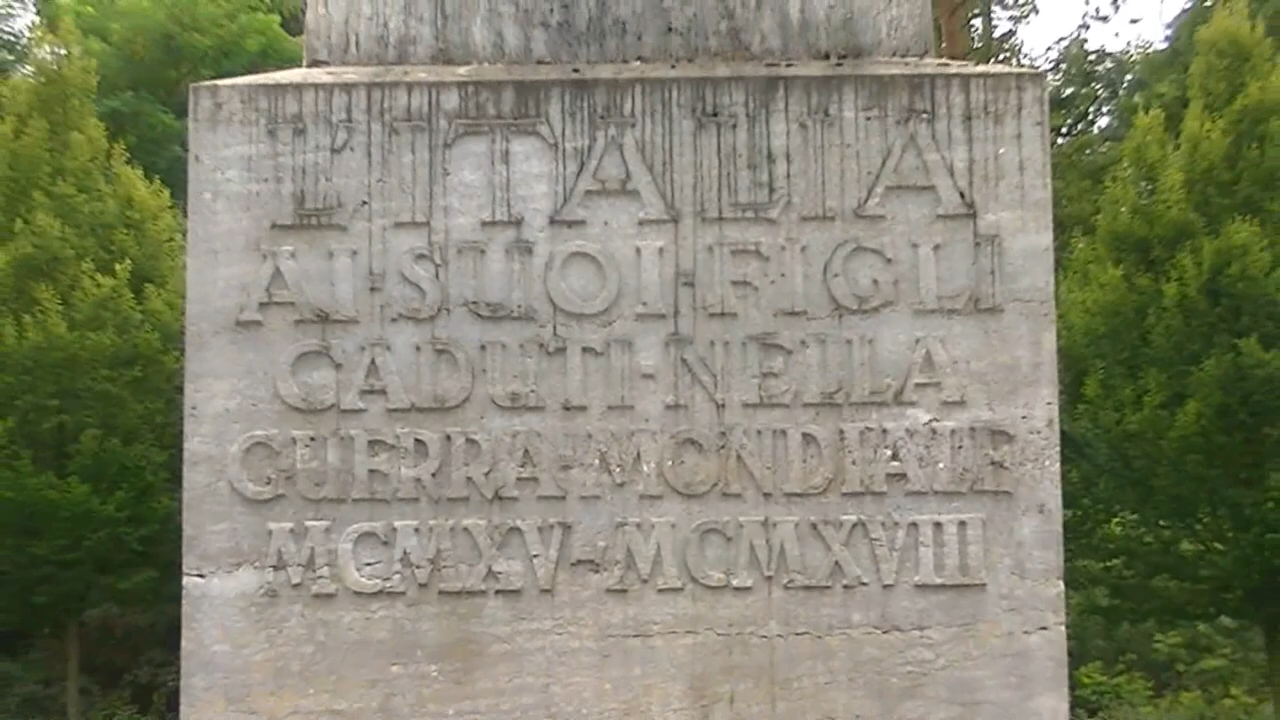 L'ITALIA
AI·SUOI·FIGLI
CADUTI·NELLA
GUERRA·MONDIALE
MCMXV-MCMXVIII